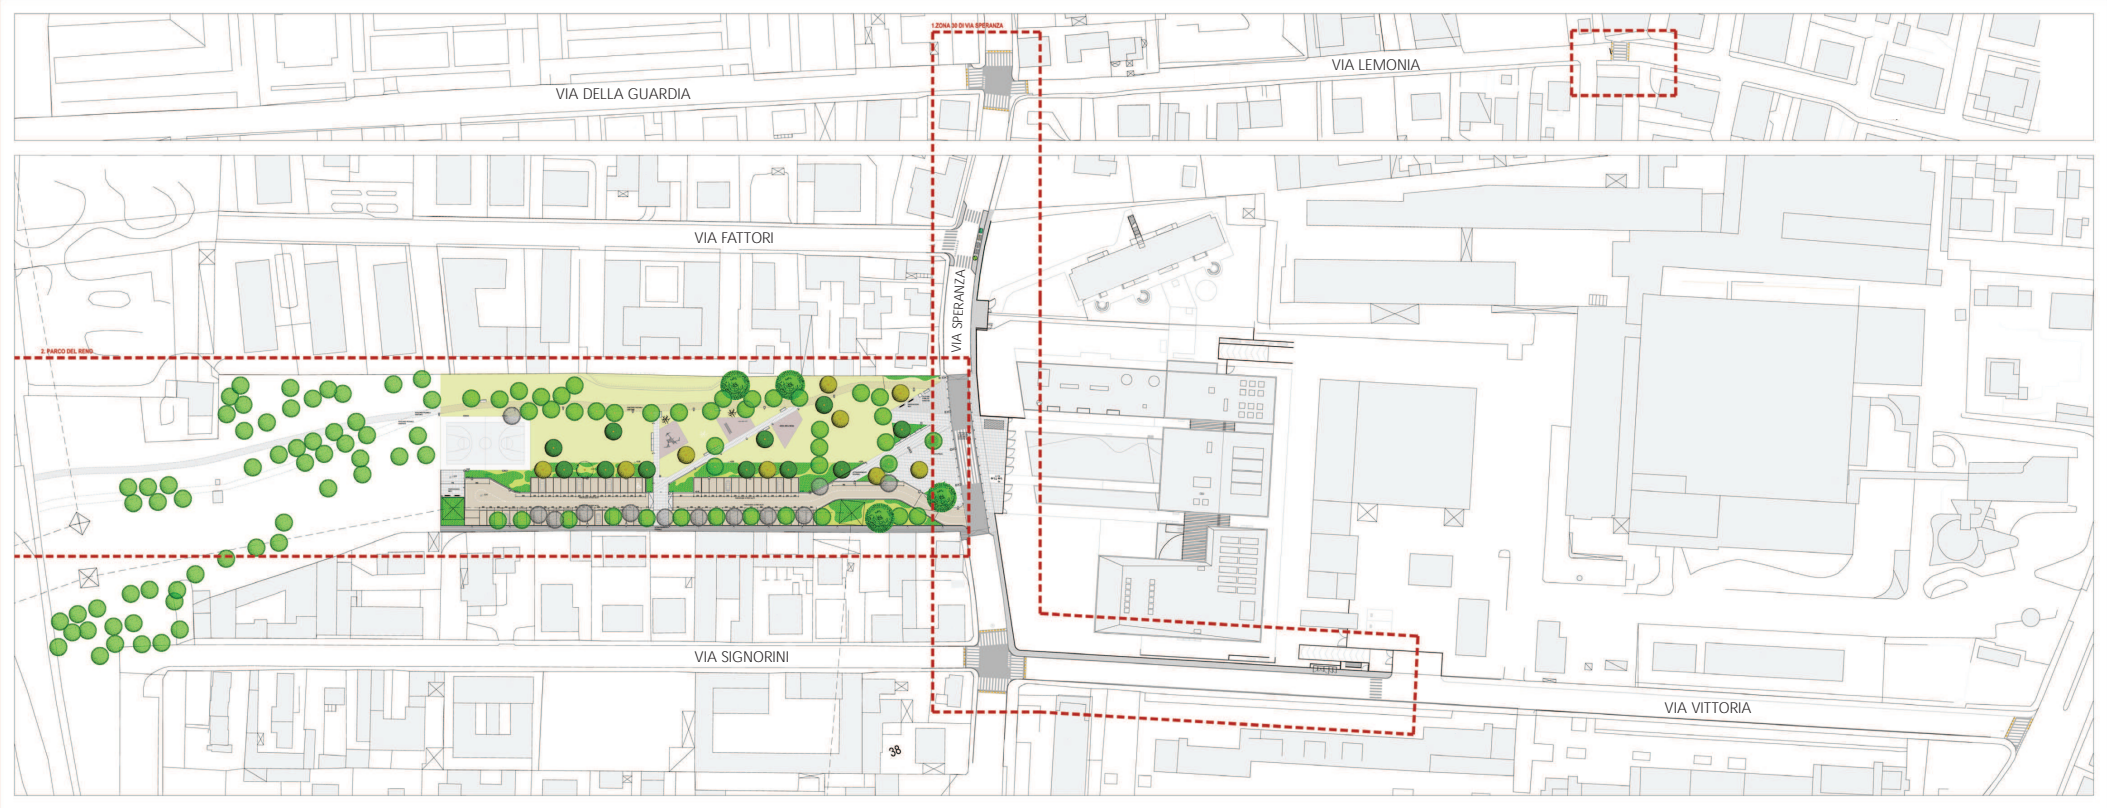 1.ZONA 30 DI VIA SPERANZA
VIA LEMONIA
VIA DELLA GUARDIA
VIA FATTORI
VIA SPERANZA
2. PARCO DEL RENO
VIA SIGNORINI
VIA VITTORIA
38